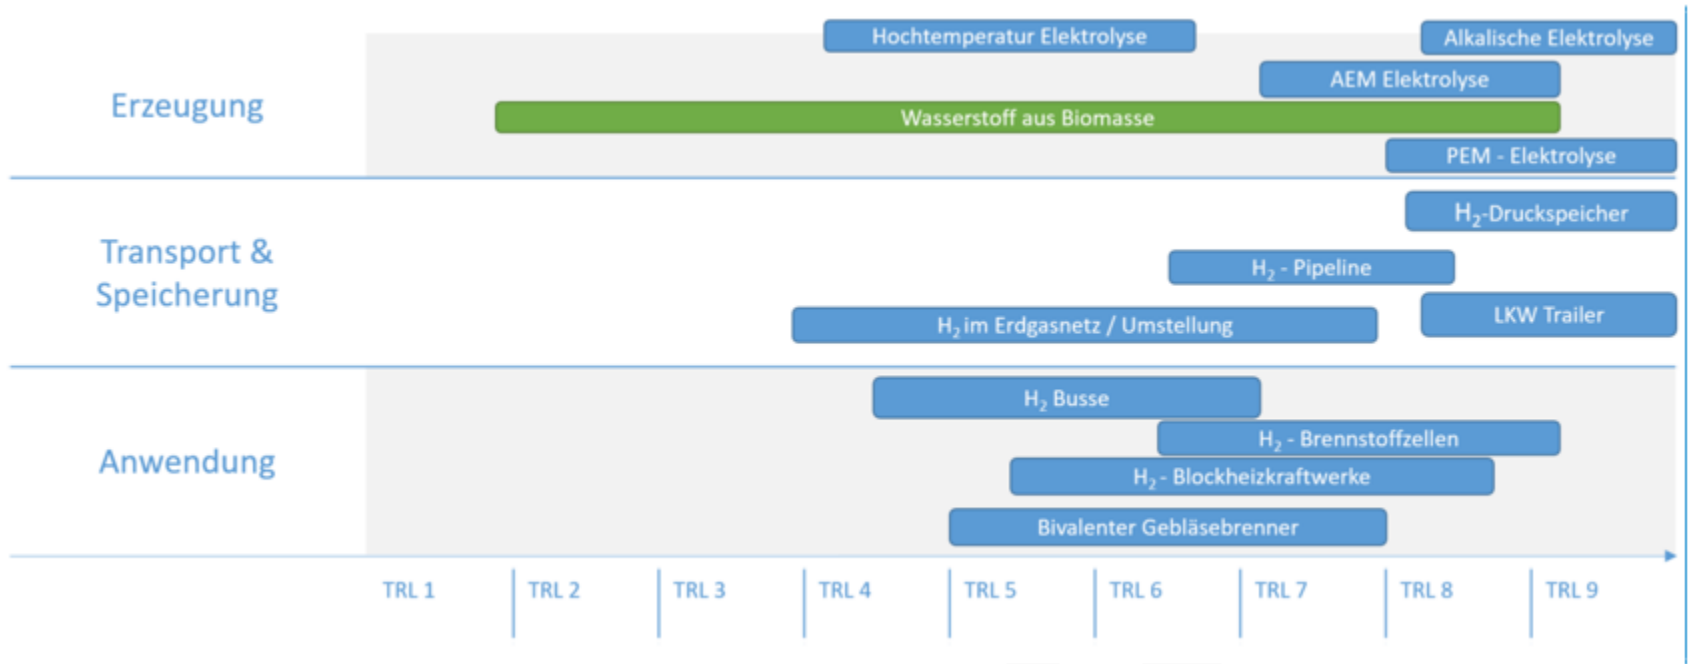 Hochtemperatur Elektrolyse
Alkalische Elektrolyse
AEM Elektrolyse
Erzeugung
Wasserstoff aus Biomasse
PEM - Elektrolyse
H₂-Druckspeicher
Transport &
Speicherung
H₂ - Pipeline
LKW Trailer
H₂ im Erdgasnetz / Umstellung
H₂ Busse
H₂ - Brennstoffzellen
Anwendung
H₂ - Blockheizkraftwerke
Bivalenter Gebläsebrenner
TRL 1
TRL 2
TRL 3
TRL 4
TRL 5
TRL 6
TRL 7
TRL 8
TRL 9